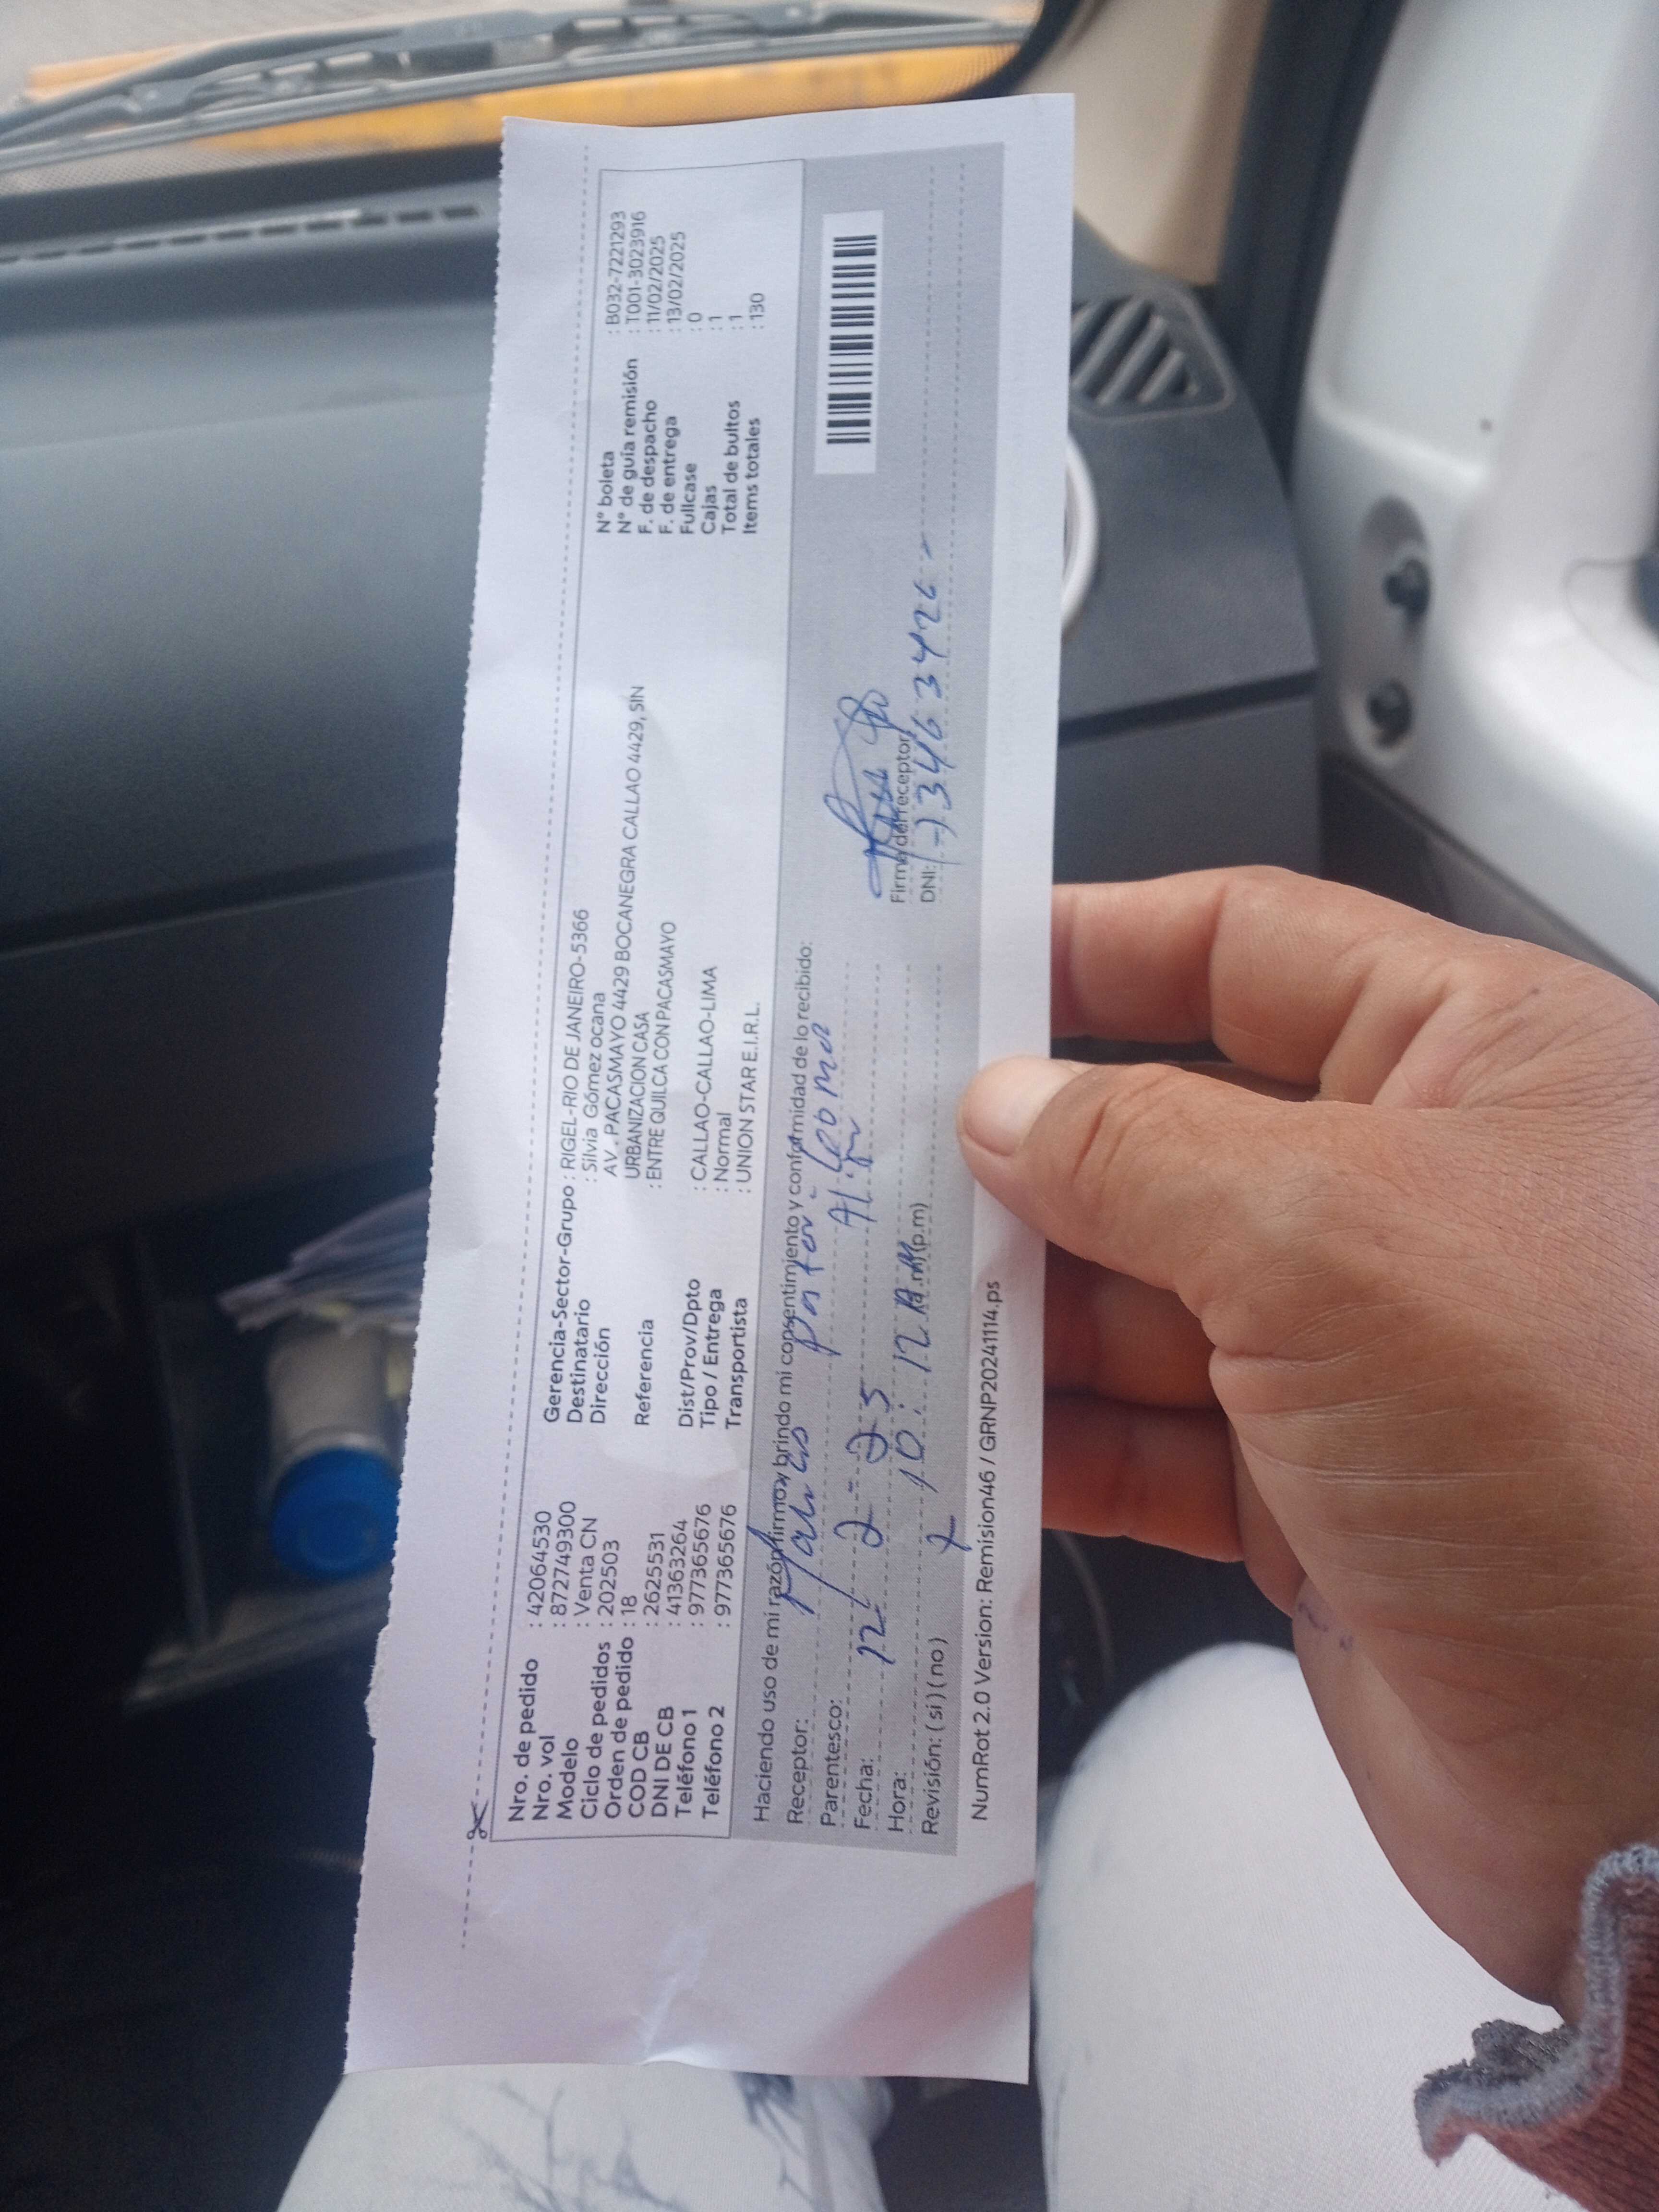 Nro. de pedido : 42064530
Nro. vol : 872749300
Modelo : Venta CN
Ciclo de pedidos : 202503
Orden de pedido : 18
COD CB : 2625531
DNI DE CB : 41363264
Teléfono 1 : 977365676
Teléfono 2 : 977365676
Gerencia-Sector-Grupo : RIGEL-RIO DE JANEIRO-5366
Destinatario : Silvia Gómez ocana
Dirección AV. PACASMAYO 4429 BOCANEGRA CALLAO 4429, SIN
URBANIZACION CASA
Referencia : ENTRE QUILCA CON PACASMAYO
Dist/Prov/Dpto : CALLAO-CALLAO-LIMA
Tipo / Entrega : Normal
Transportista : UNION STAR E.I.R.L.
N° boleta : B032-7221293
N° de guía remisión : T001-3023916
F. de despacho : 11/02/2025
F. de entrega : 13/02/2025
Fullcase : 0
Cajas : 1
Total de bultos : 1
Items totales : 130
Haciendo uso de mi razón firmo y brindo mi consentimiento y conformidad de lo recibido:
Receptor:
Parentesco:
Fecha: 12 2 - 25
Hora: 10:12 (a.m)(p.m)
Revisión: (si) (no)
Firma del receptor
DNI:
NumRot 2.0 Version: Remision46 / GRNP20241114.ps